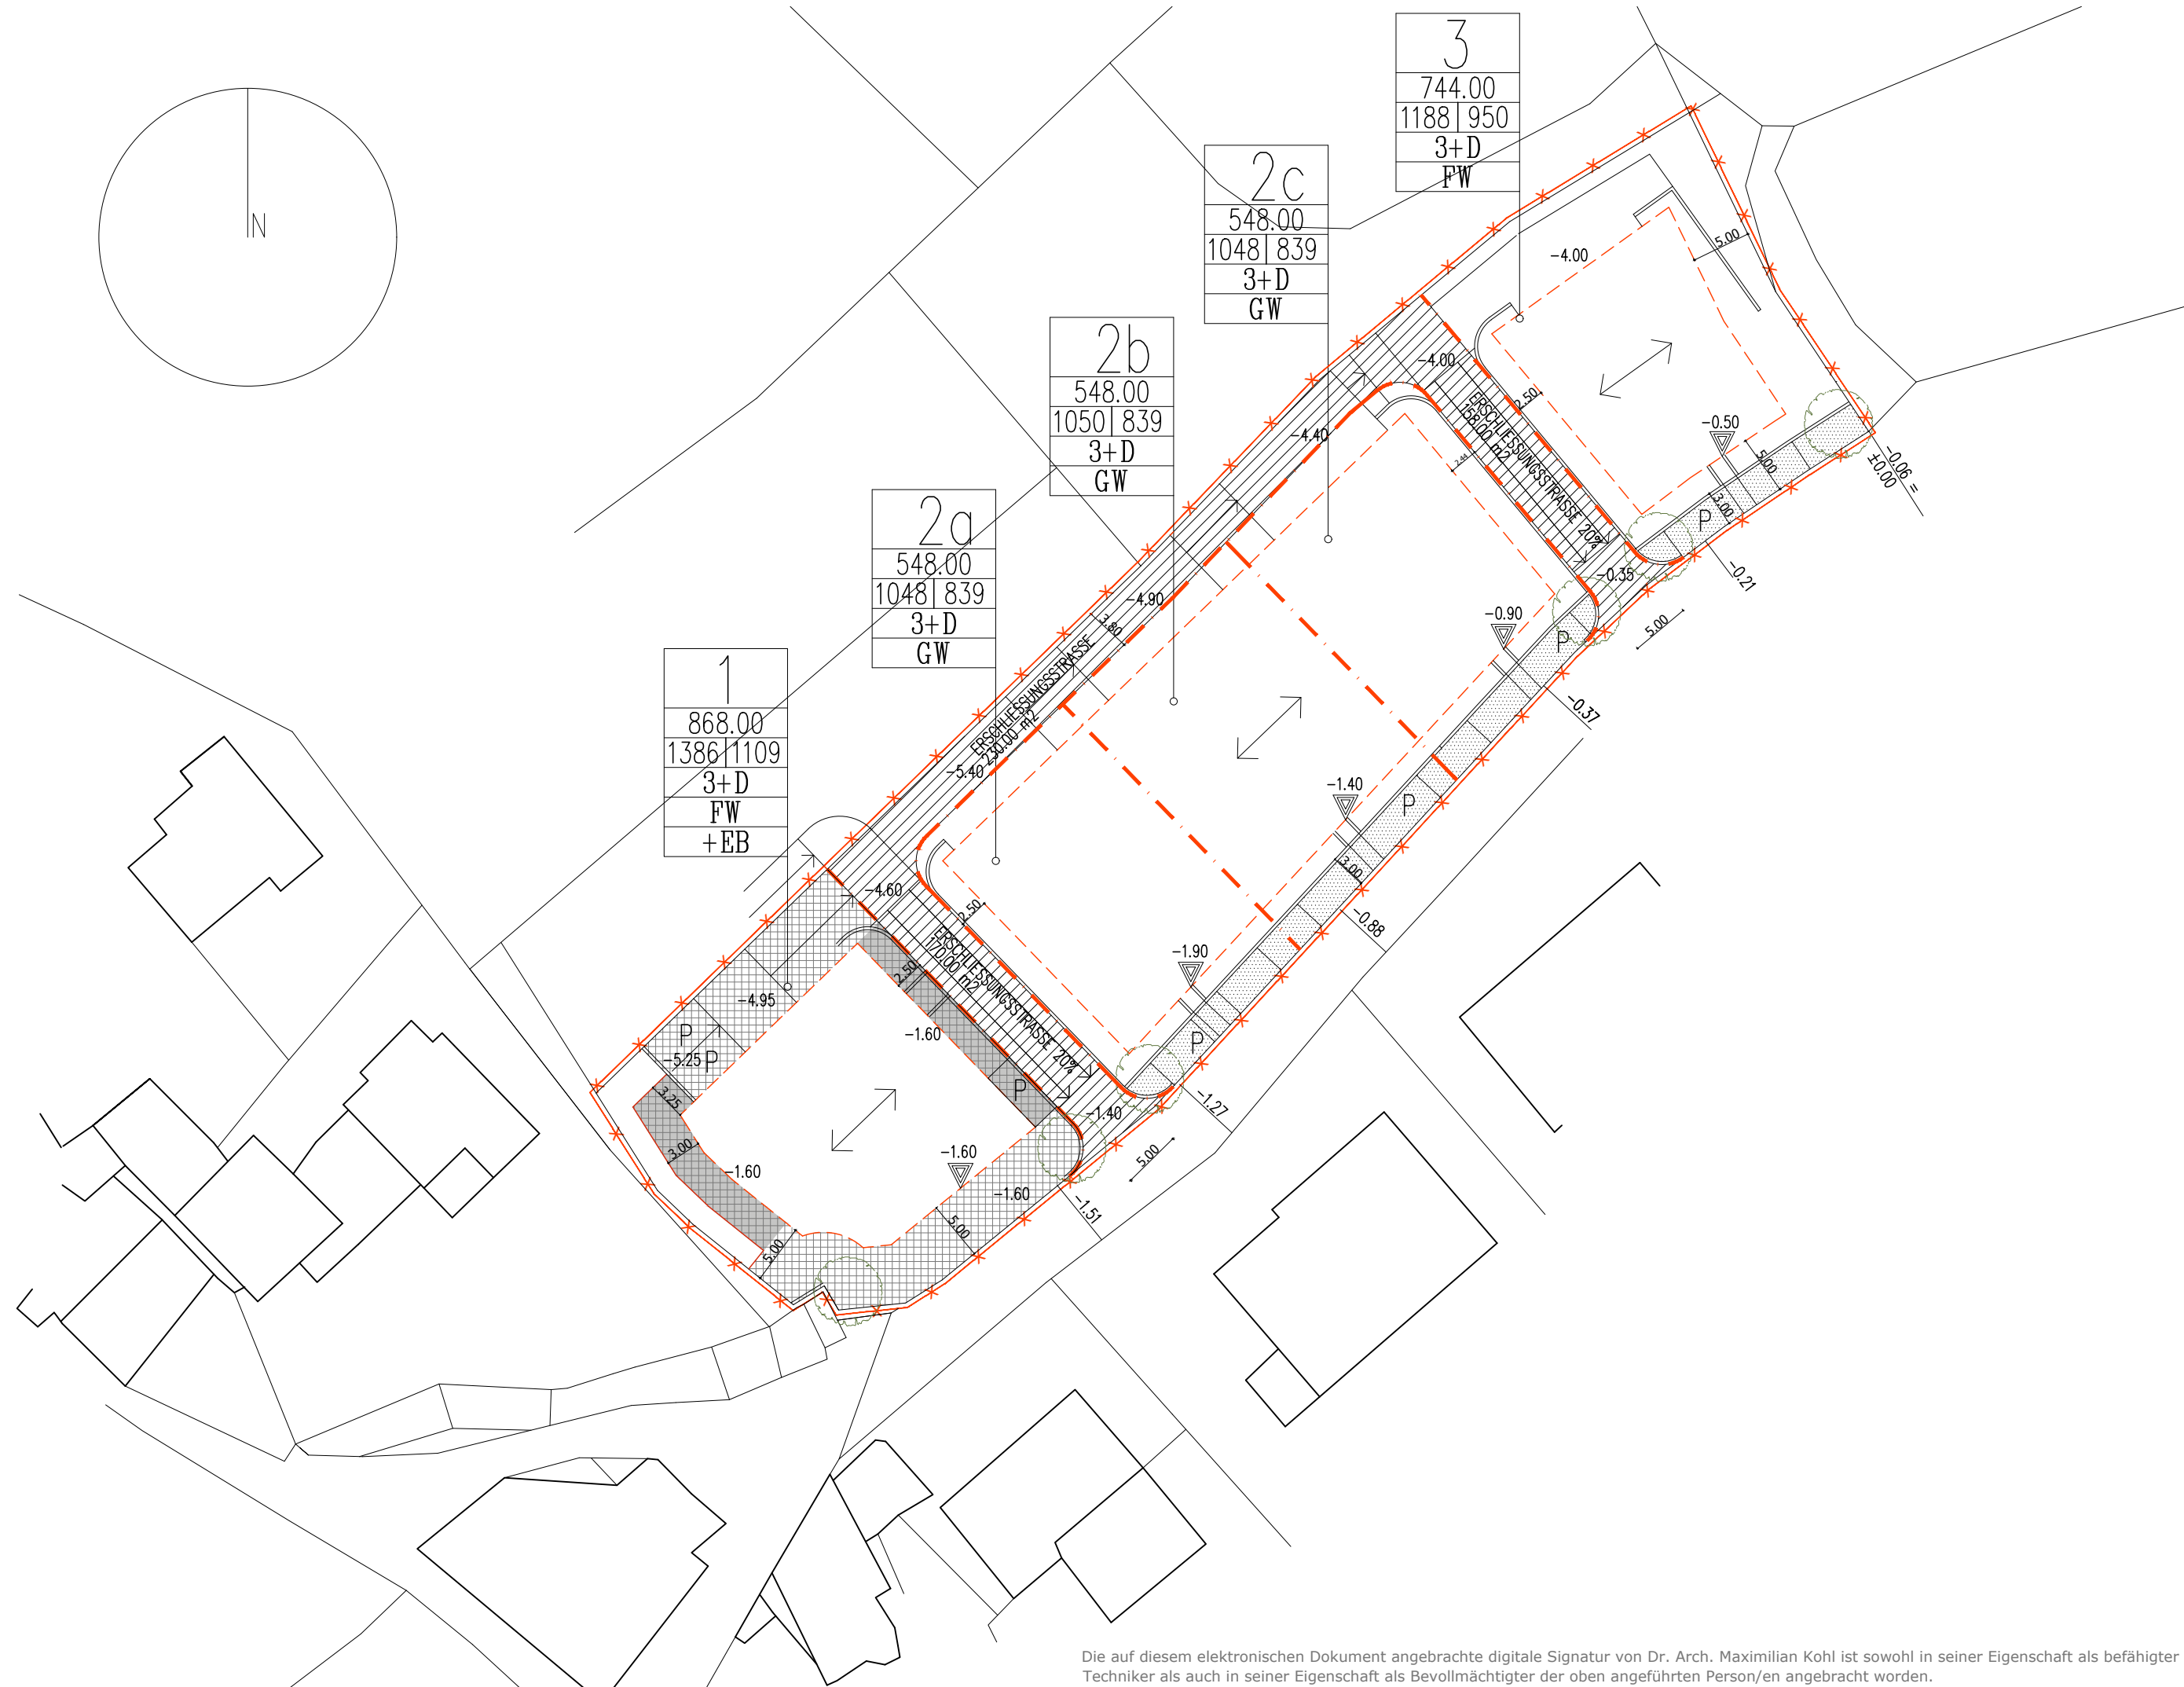 N
3
744.00
1188 950
3+D
FW
2c
548.00
1048 839
3+D
GW
2b
548.00
1050 839
3+D
GW
2a
548.00
1048 839
3+D
GW
1
868.00
1386 1109
3+D
FW
+EB
-4.00
5.00
-4.00
2.50
ERSCHLIESSUNGSSTRASSE 20%
158.00 m2
2.44
-4.40
-0.50
5.00
3.00
P
-0.06 =
±0.00
-0.21
-0.35
5.00
-4.90
3.80
ERSCHLIESSUNGSSTRASSE
230.00 m2
-5.40
-0.90
P
-0.37
-1.40
P
3.00
-0.88
-4.60
2.50
ERSCHLIESSUNGSSTRASSE 20%
170.00 m2
-1.90
P
-1.27
-1.40
5.00
2.50
-4.95
P
-5.25 P
-1.60
P
3.25
3.00
-1.60
-1.60
-1.60
5.00
5.00
-1.51
Die auf diesem elektronischen Dokument angebrachte digitale Signatur von Dr. Arch. Maximilian Kohl ist sowohl in seiner Eigenschaft als befähigter
Techniker als auch in seiner Eigenschaft als Bevollmächtigter der oben angeführten Person/en angebracht worden.